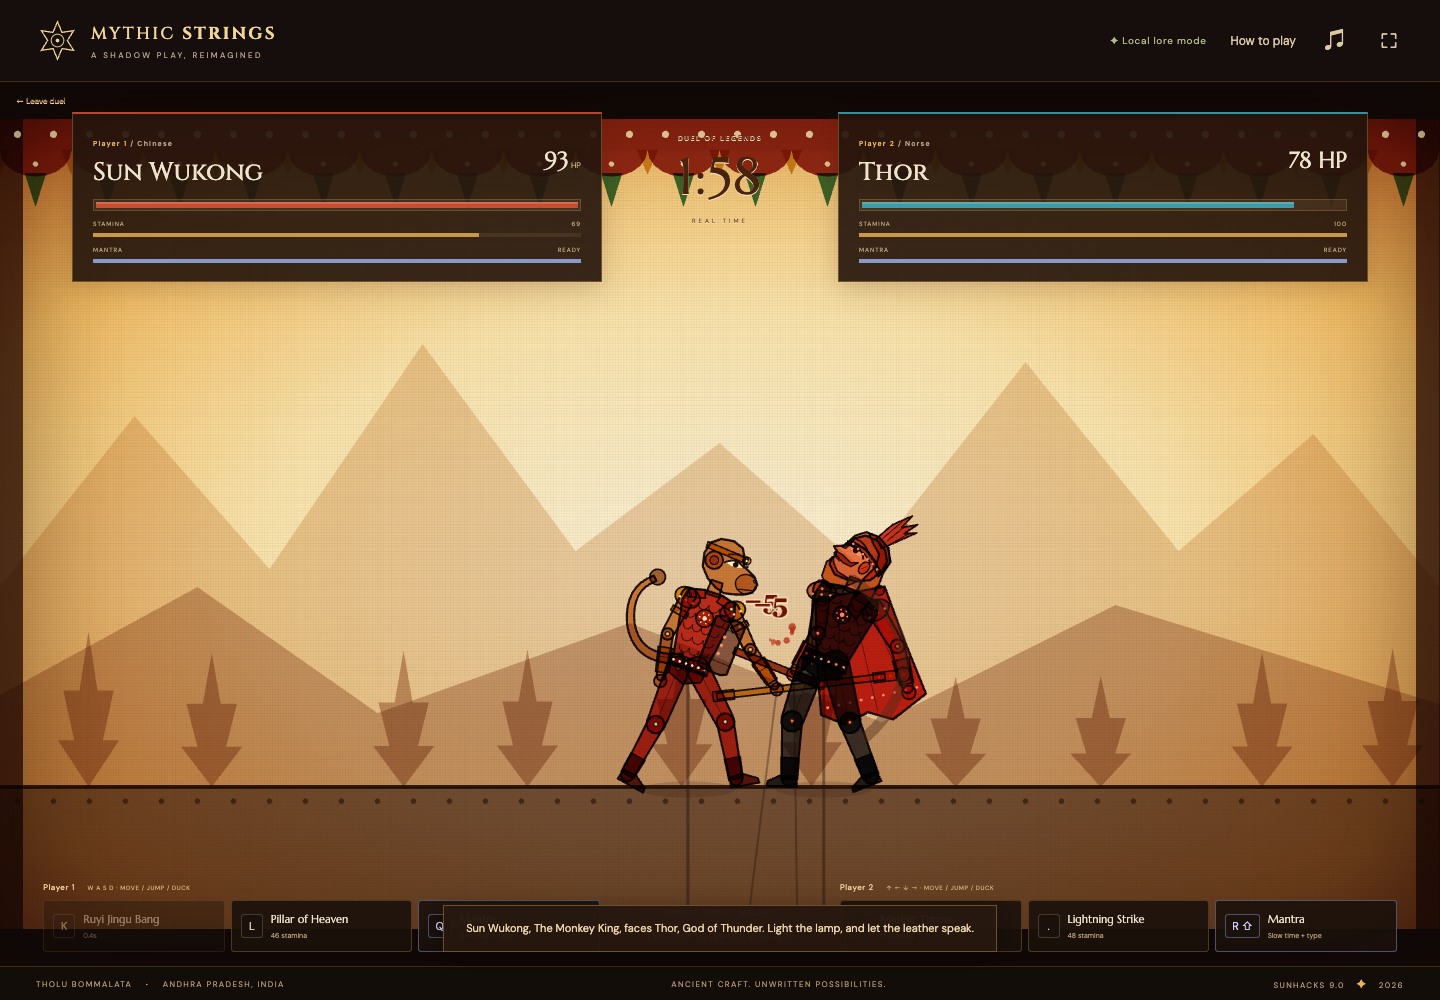 MYTHIC STRINGS
A SHADOW PLAY, REIMAGINED
✦ Local lore mode
How to play
← Leave duel
Player 1 / Chinese
SUN WUKONG
93 HP
STAMINA 69
MANTRA READY
DUEL OF LEGENDS
1:58
REAL TIME
Player 2 / Norse
THOR
78 HP
STAMINA 100
MANTRA READY
Player 1 W A S D · MOVE / JUMP / DUCK
K Ruyi Jingu Bang
0.4s
L Pillar of Heaven
46 stamina
Q
Sun Wukong, The Monkey King, faces Thor, God of Thunder. Light the lamp, and let the leather speak.
Player 2 ↑ ← ↓ → · MOVE / JUMP / DUCK
. Lightning Strike
48 stamina
R ⇧ Mantra
Slow time + type
THOLU BOMMALATA · ANDHRA PRADESH, INDIA
ANCIENT CRAFT. UNWRITTEN POSSIBILITIES.
SUNHACKS 9.0 ✦ 2026